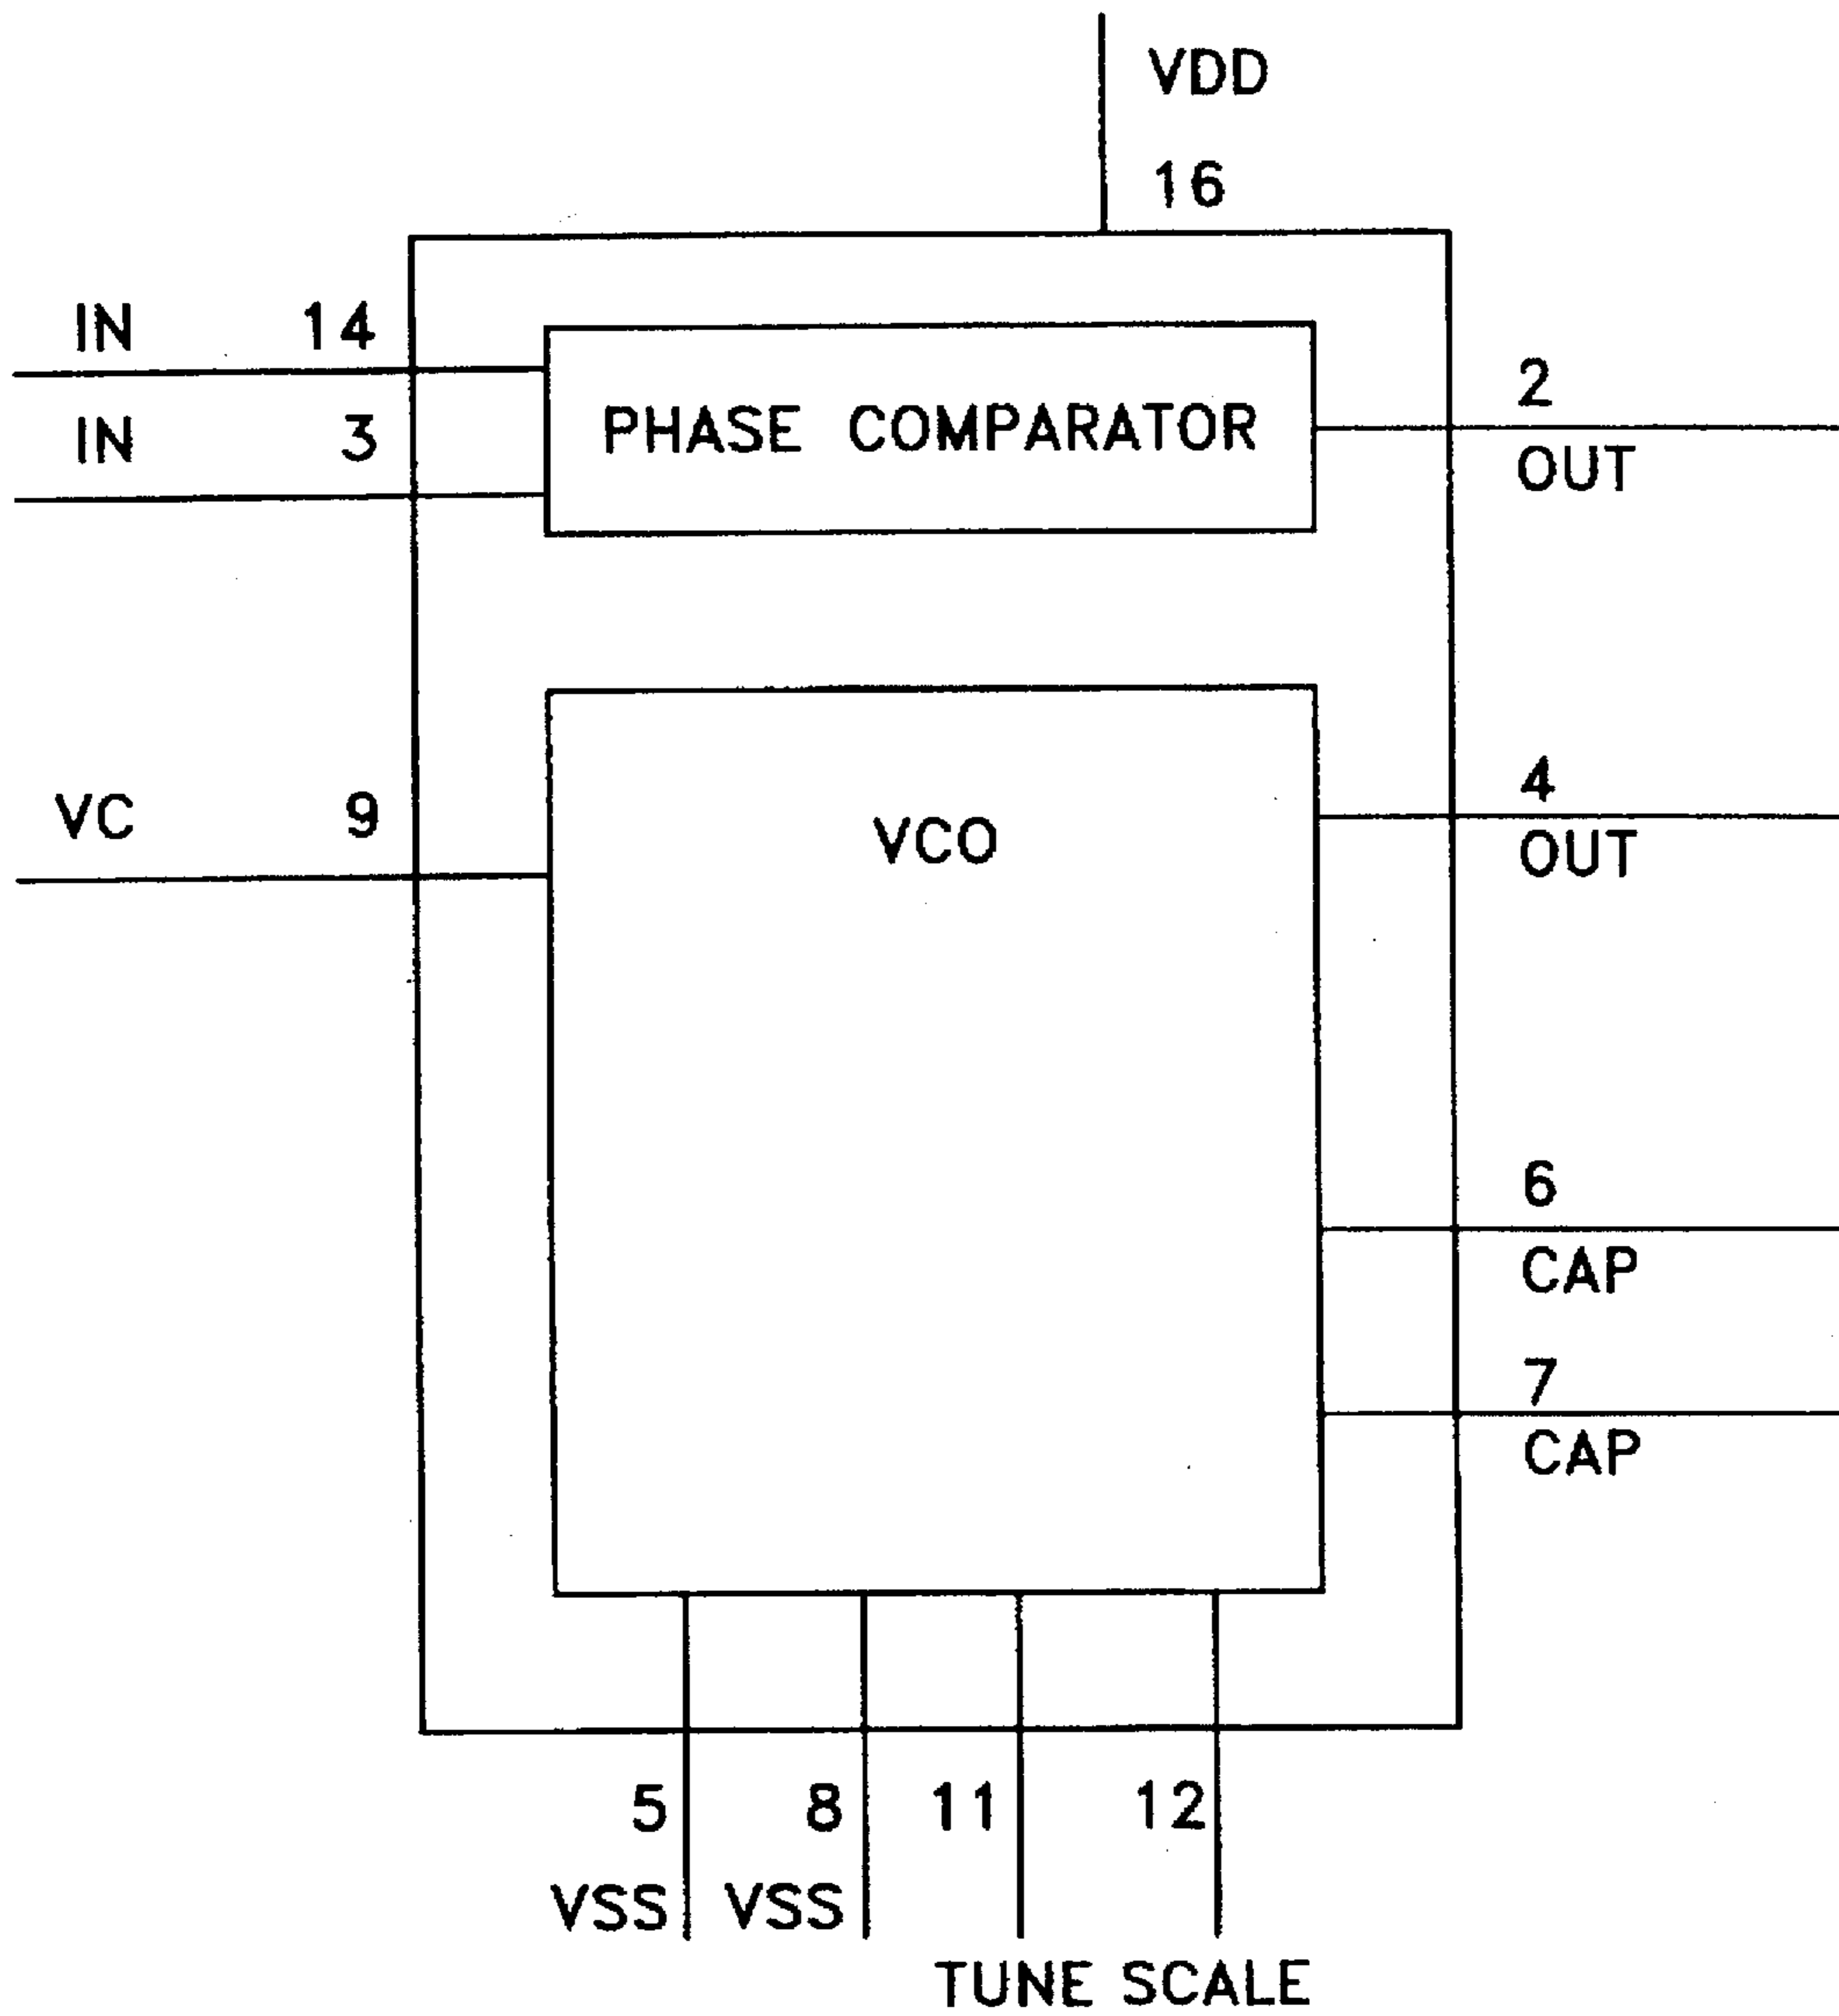 VDD
16
IN 14
IN 3
PHASE COMPARATOR
2
OUT
VC 9
VCO
4
OUT
6
CAP
7
CAP
5 8 11 12
VSS VSS
TUNE SCALE